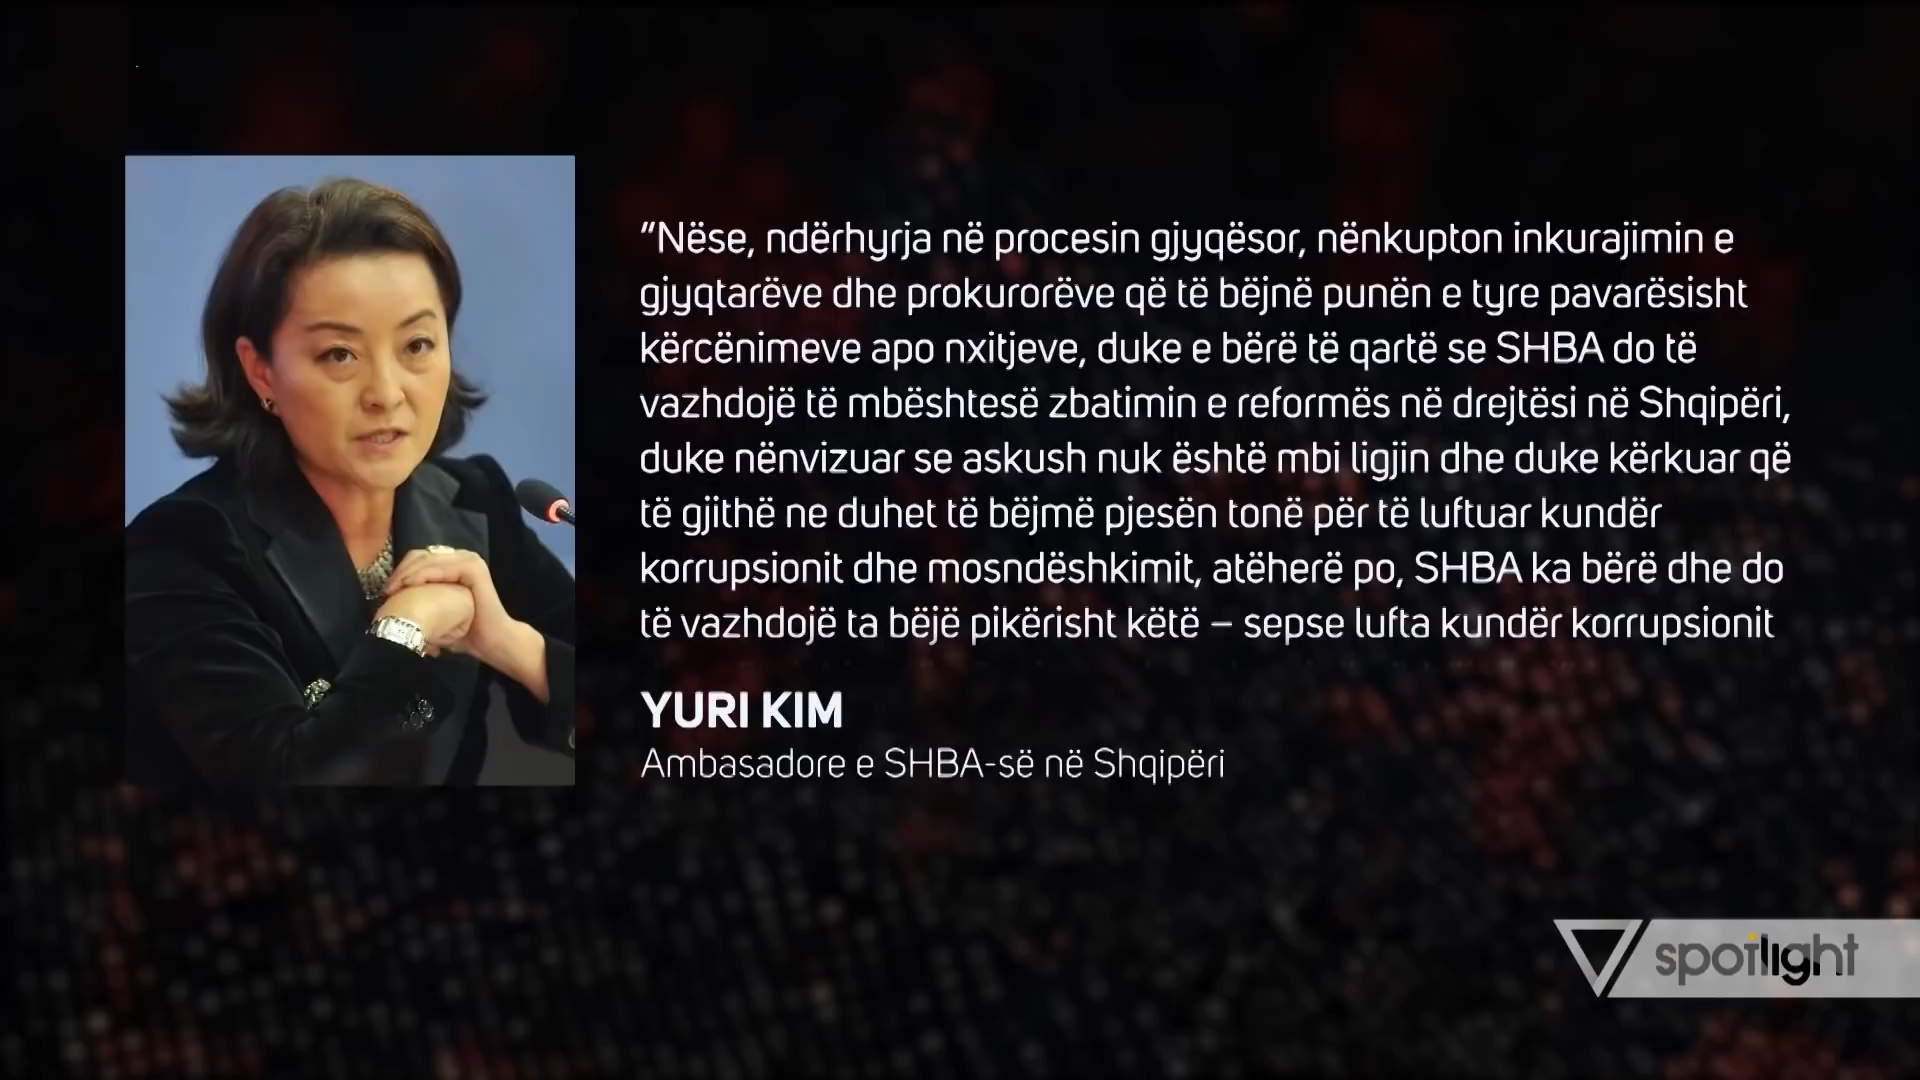 “Nëse, ndërhyrja në procesin gjyqësor, nënkupton inkurajimin e
gjyqtarëve dhe prokurorëve që të bëjnë punën e tyre pavarësisht
kërcënimeve apo nxitjeve, duke e bërë të qartë se SHBA do të
vazhdojë të mbështesë zbatimin e reformës në drejtësi në Shqipëri,
duke nënvizuar se askush nuk është mbi ligjin dhe duke kërkuar që
të gjithë ne duhet të bëjmë pjesën tonë për të luftuar kundër
korrupsionit dhe mosndëshkimit, atëherë po, SHBA ka bërë dhe do
të vazhdojë ta bëjë pikërisht këtë – sepse lufta kundër korrupsionit
YURI KIM
Ambasadore e SHBA-së në Shqipëri
spotlight